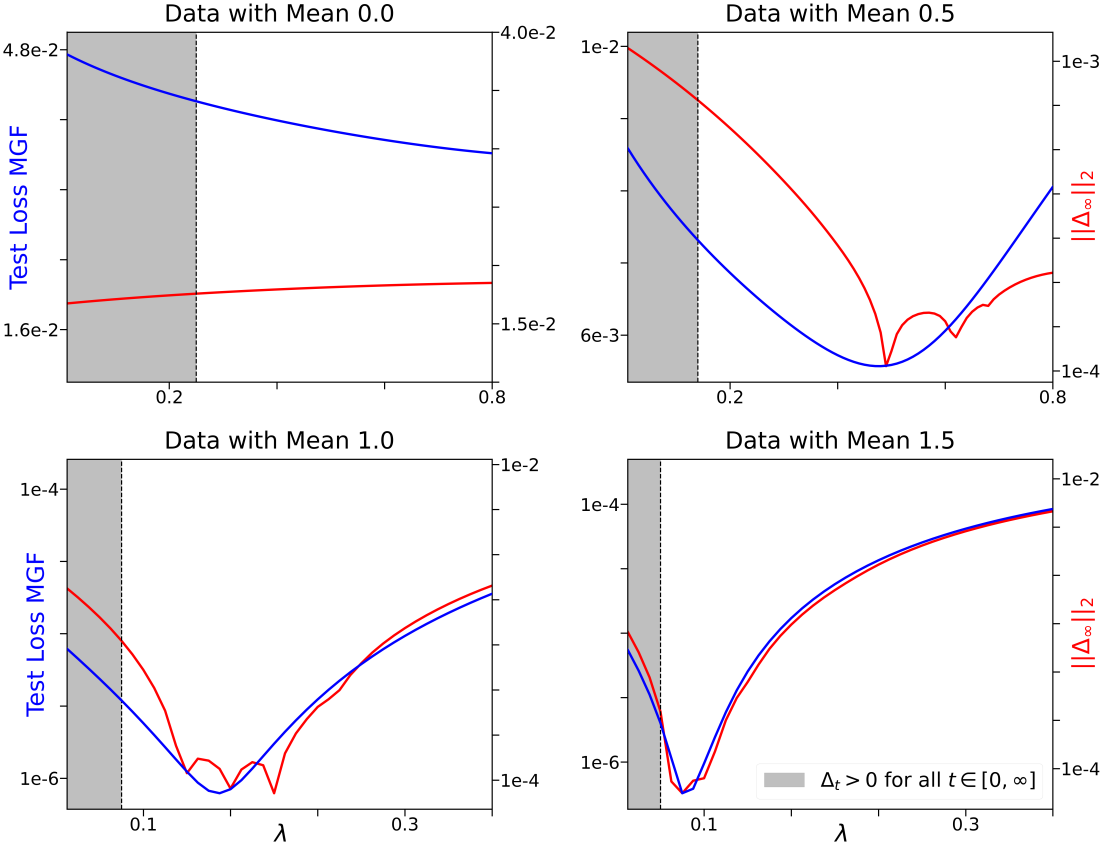 Data with Mean 0.0
4.8e-2
1.6e-2
4.0e-2
1.5e-2
Test Loss MGF
0.2
0.8
Data with Mean 0.5
1e-2
6e-3
1e-3
1e-4
||Δ∞||2
0.2
0.8
Data with Mean 1.0
1e-4
1e-6
1e-2
1e-4
Test Loss MGF
0.1
0.3
λ
Data with Mean 1.5
1e-4
1e-6
1e-2
1e-4
||Δ∞||2
Δt > 0 for all t ∈ [0, ∞]
0.1
0.3
λ